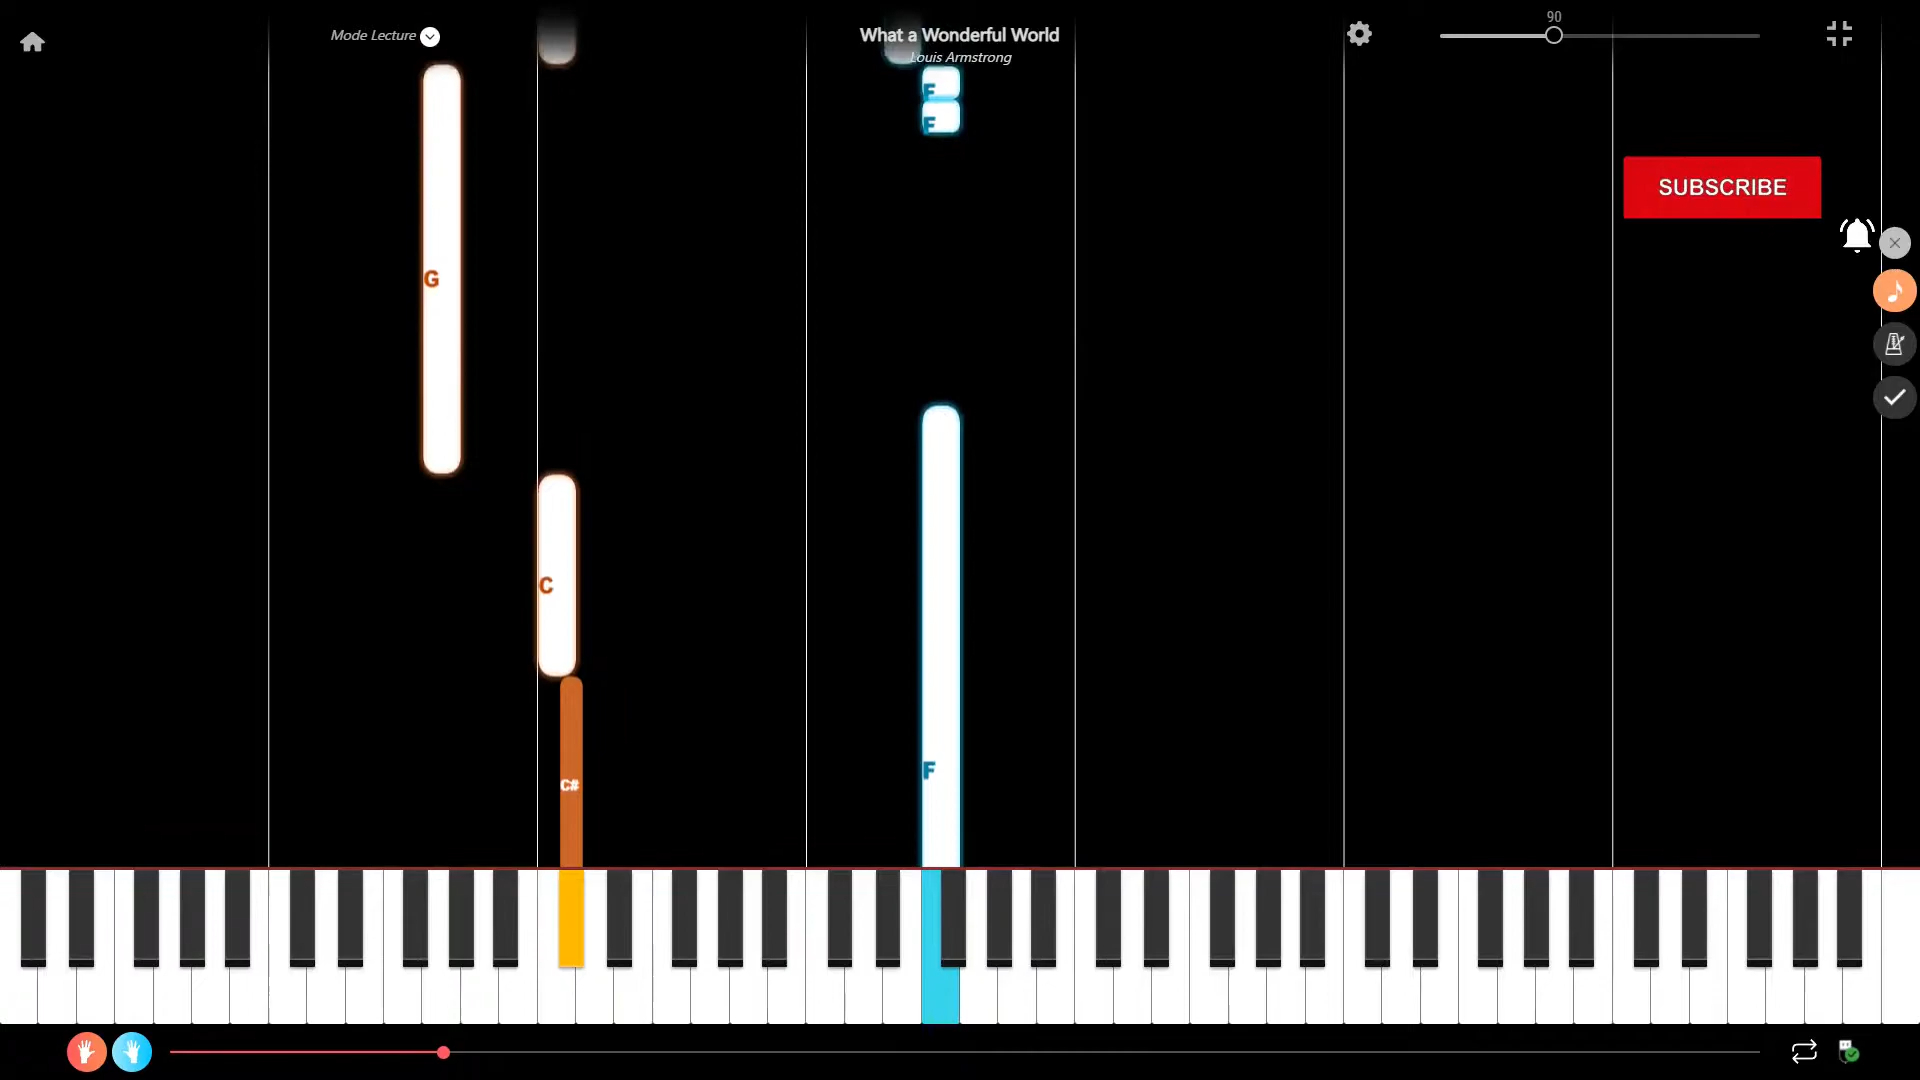 Mode Lecture
What a Wonderful World
Louis Armstrong
90
F
F
SUBSCRIBE
G
C
F
C#